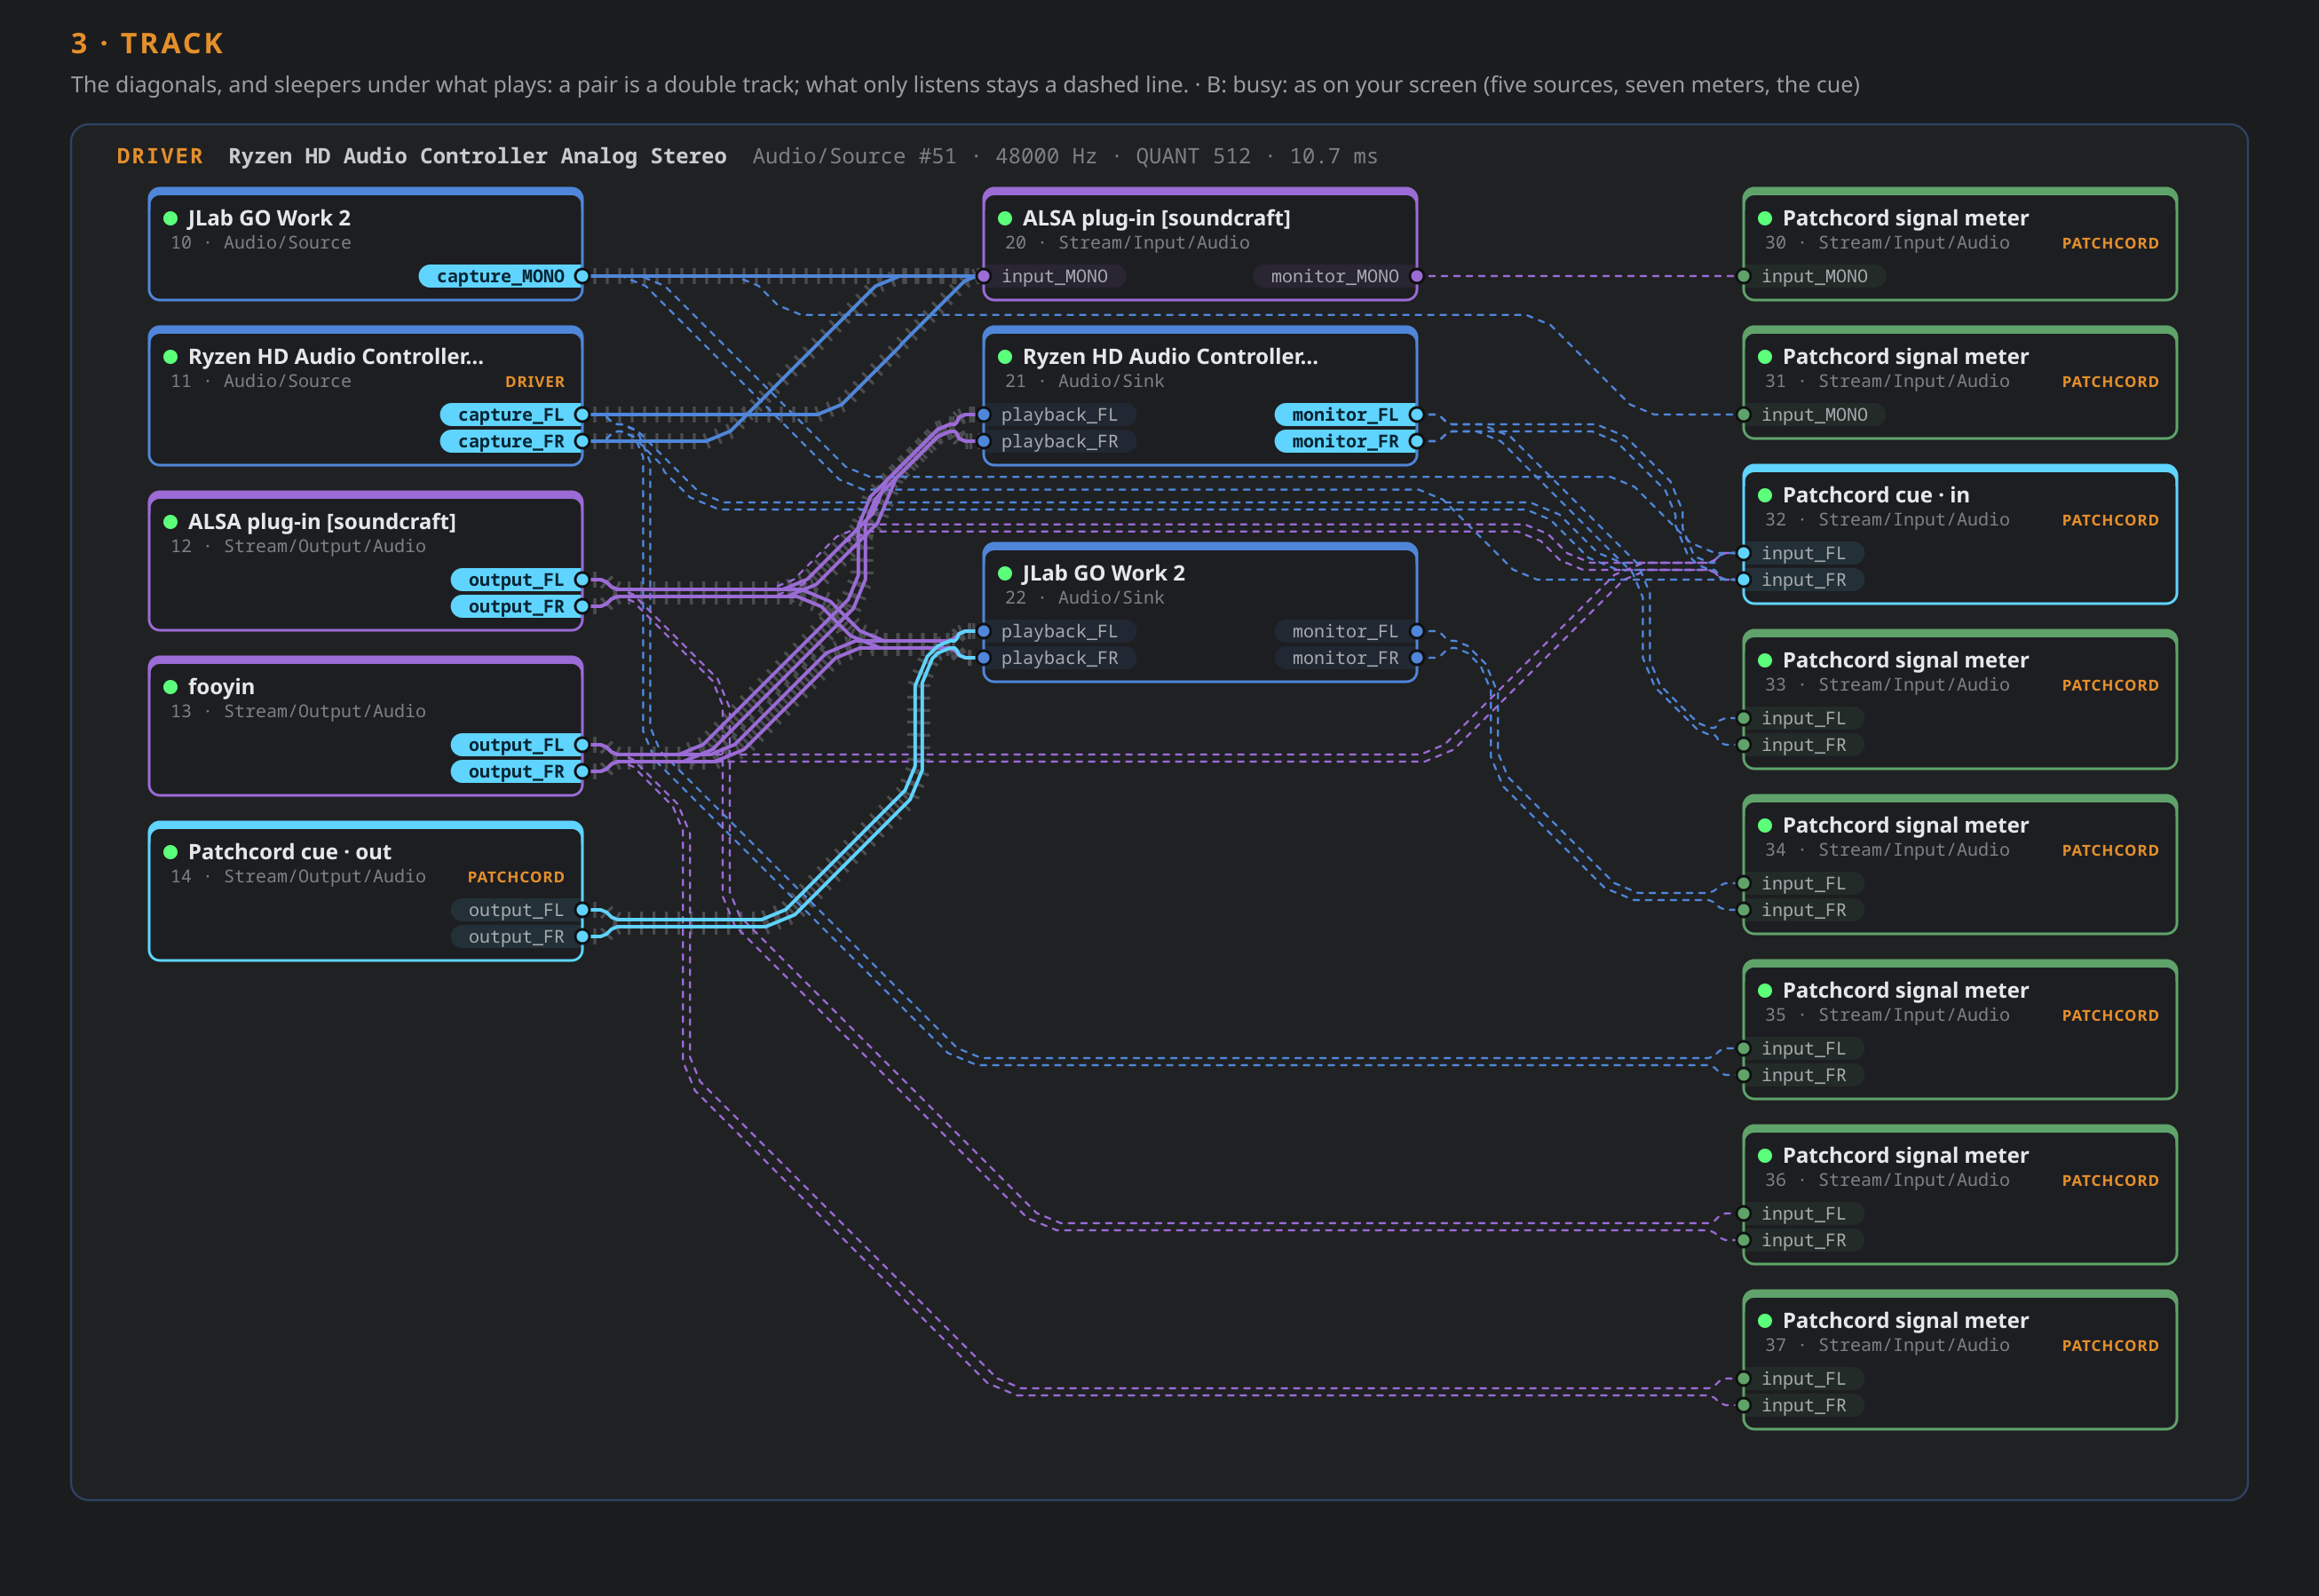 3 · TRACK
The diagonals, and sleepers under what plays: a pair is a double track; what only listens stays a dashed line. · B: busy: as on your screen (five sources, seven meters, the cue)
DRIVER Ryzen HD Audio Controller Analog Stereo Audio/Source #51 · 48000 Hz · QUANT 512 · 10.7 ms
JLab GO Work 2
10 · Audio/Source
capture_MONO
Ryzen HD Audio Controller...
11 · Audio/Source DRIVER
capture_FL
capture_FR
ALSA plug-in [soundcraft]
12 · Stream/Output/Audio
output_FL
output_FR
fooyin
13 · Stream/Output/Audio
output_FL
output_FR
Patchcord cue · out
14 · Stream/Output/Audio PATCHCORD
output_FL
output_FR
ALSA plug-in [soundcraft]
20 · Stream/Input/Audio
input_MONO monitor_MONO
Ryzen HD Audio Controller...
21 · Audio/Sink
playback_FL monitor_FL
playback_FR monitor_FR
JLab GO Work 2
22 · Audio/Sink
playback_FL monitor_FL
playback_FR monitor_FR
Patchcord signal meter
30 · Stream/Input/Audio PATCHCORD
input_MONO
Patchcord signal meter
31 · Stream/Input/Audio PATCHCORD
input_MONO
Patchcord cue · in
32 · Stream/Input/Audio PATCHCORD
input_FL
input_FR
Patchcord signal meter
33 · Stream/Input/Audio PATCHCORD
input_FL
input_FR
Patchcord signal meter
34 · Stream/Input/Audio PATCHCORD
input_FL
input_FR
Patchcord signal meter
35 · Stream/Input/Audio PATCHCORD
input_FL
input_FR
Patchcord signal meter
36 · Stream/Input/Audio PATCHCORD
input_FL
input_FR
Patchcord signal meter
37 · Stream/Input/Audio PATCHCORD
input_FL
input_FR